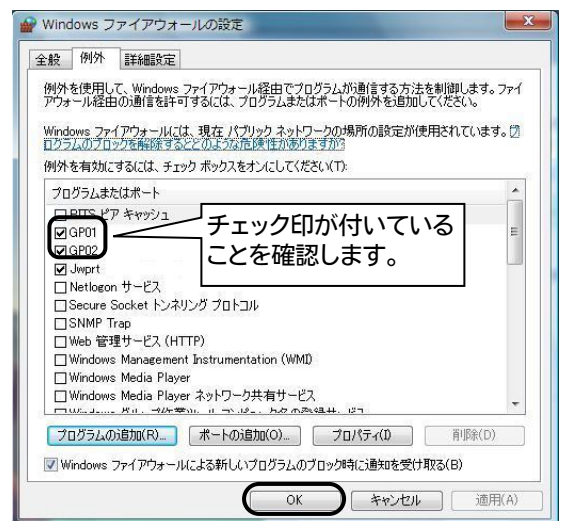 Windows ファイアウォールの設定
全般 例外 詳細設定
例外を使用して、Windows ファイアウォール経由でプログラムが通信する方法を制御します。ファイ
アウォール経由の通信を許可するには、プログラムまたはポートの例外を追加してください。
Windows ファイアウォールには、現在 パブリック ネットワークの場所の設定が使用されています。プ
ログラムのブロックを解除するとどのような危険性がありますか?
例外を有効にするには、チェック ボックスをオンにしてください(T):
プログラムまたはポート
BITS ピア キャッシュ
GP01
GP02
Jwprt
Netlogon サービス
Secure Socket トンネリング プロトコル
SNMP Trap
Web 管理サービス (HTTP)
Windows Management Instrumentation (WMI)
Windows Media Player
Windows Media Player ネットワーク共有サービス
チェック印が付いている
ことを確認します。
プログラムの追加(R)... ポートの追加(O)... プロパティ(I) 削除(D)
Windows ファイアウォールによる新しいプログラムのブロック時に通知を受け取る(B)
OK キャンセル 適用(A)